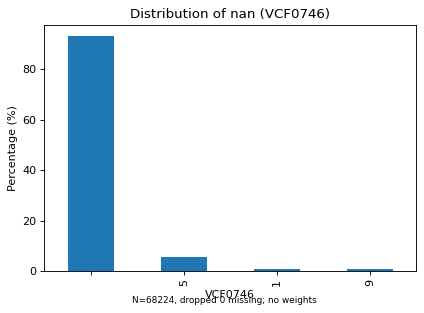 Distribution of nan (VCF0746)
Percentage (%)
80
60
40
20
0
5
1
9
VCF0746
N=68224, dropped 0 missing; no weights